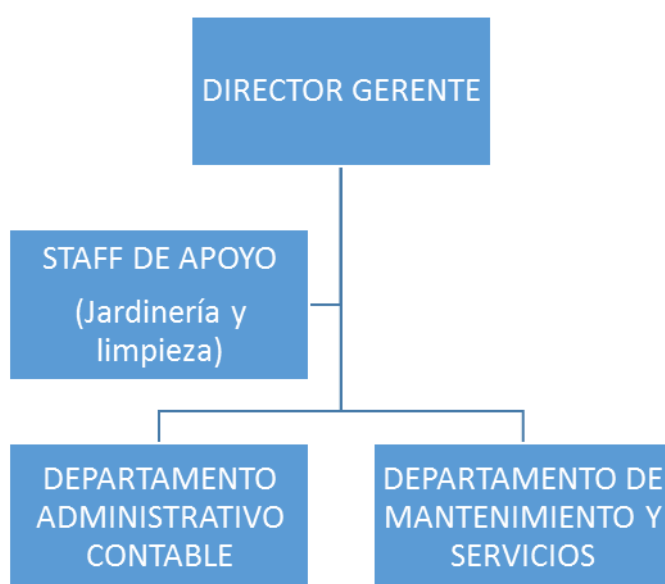 DIRECTOR GERENTE
STAFF DE APOYO
(Jardinería y
limpieza)
DEPARTAMENTO
ADMINISTRATIVO
CONTABLE
DEPARTAMENTO DE
MANTENIMIENTO Y
SERVICIOS